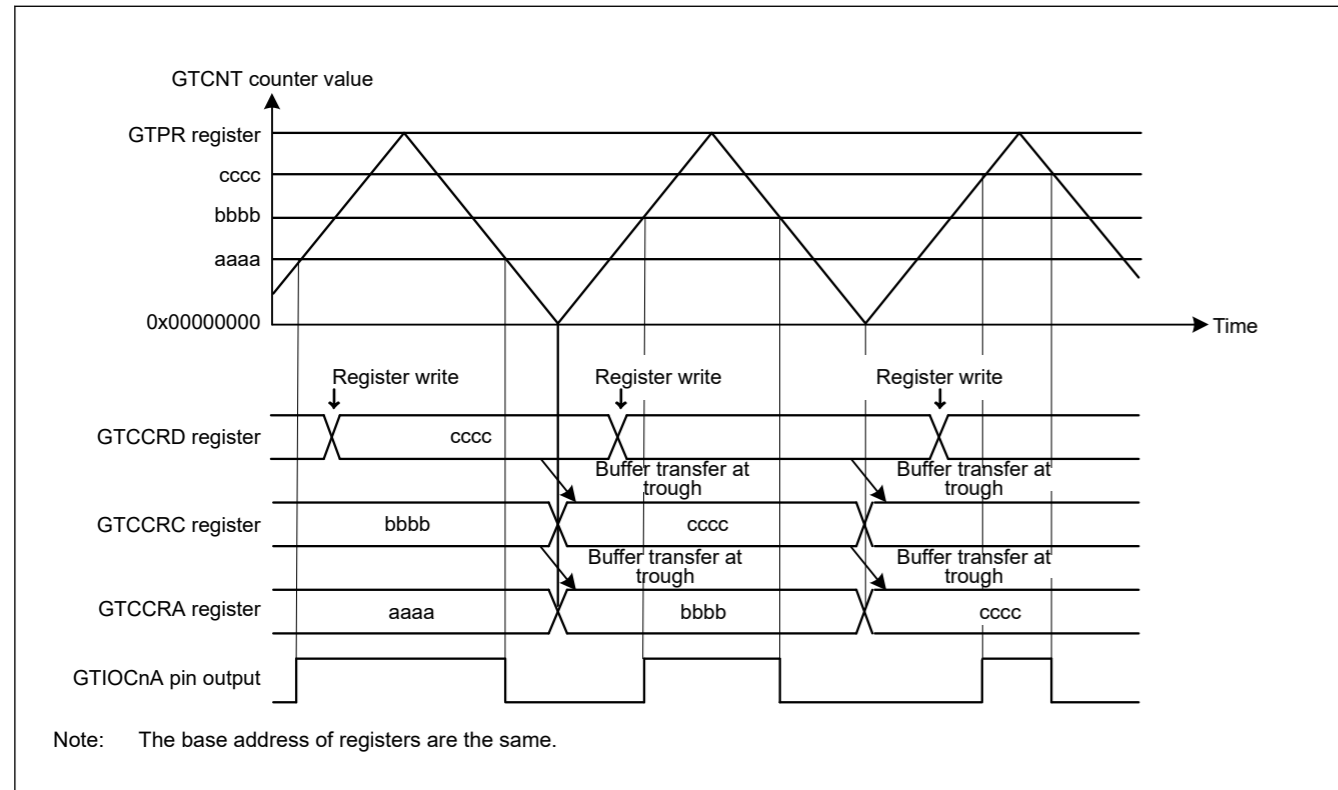 GTCNT counter value
GTPR register
cccc
bbbb
aaaa
0x00000000
Time
Register write
Register write
Register write
GTCCRD register
cccc
Buffer transfer at
trough
Buffer transfer at
trough
GTCCRC register
bbbb
cccc
Buffer transfer at
trough
Buffer transfer at
trough
GTCCRA register
aaaa
bbbb
cccc
GTIOCnA pin output
Note: The base address of registers are the same.